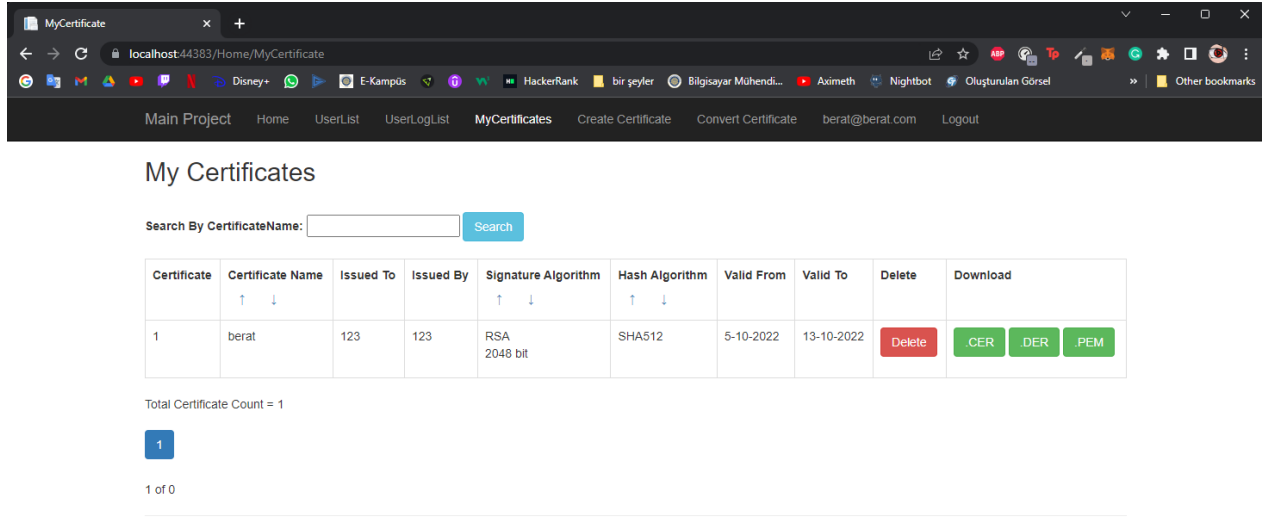 MyCertificate
localhost:44383/Home/MyCertificate
Disney+ E-Kampüs HackerRank bir şeyler Bilgisayar Mühendi... Aximeth Nightbot Oluşturulan Görsel » Other bookmarks
Main Project Home UserList UserLogList MyCertificates Create Certificate Convert Certificate berat@berat.com Logout
My Certificates
Search By CertificateName: Search
Certificate Certificate Name Issued To Issued By Signature Algorithm Hash Algorithm Valid From Valid To Delete Download
↑ ↓ ↑ ↓ ↑ ↓
1 berat 123 123 RSA SHA512 5-10-2022 13-10-2022 Delete .CER .DER .PEM
2048 bit
Total Certificate Count = 1
1
1 of 0